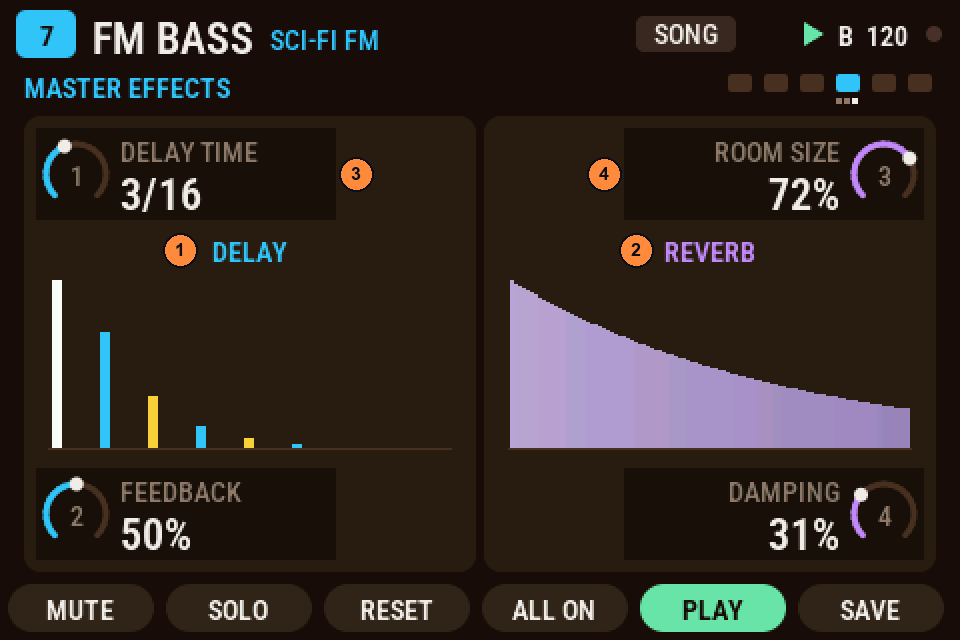 7 FM BASS SCI-FI FM SONG B 120
MASTER EFFECTS
1 DELAY TIME 3/16 3
4 ROOM SIZE 72% 3
1 DELAY
2 REVERB
2 FEEDBACK 50%
DAMPING 31% 4
MUTE SOLO RESET ALL ON PLAY SAVE